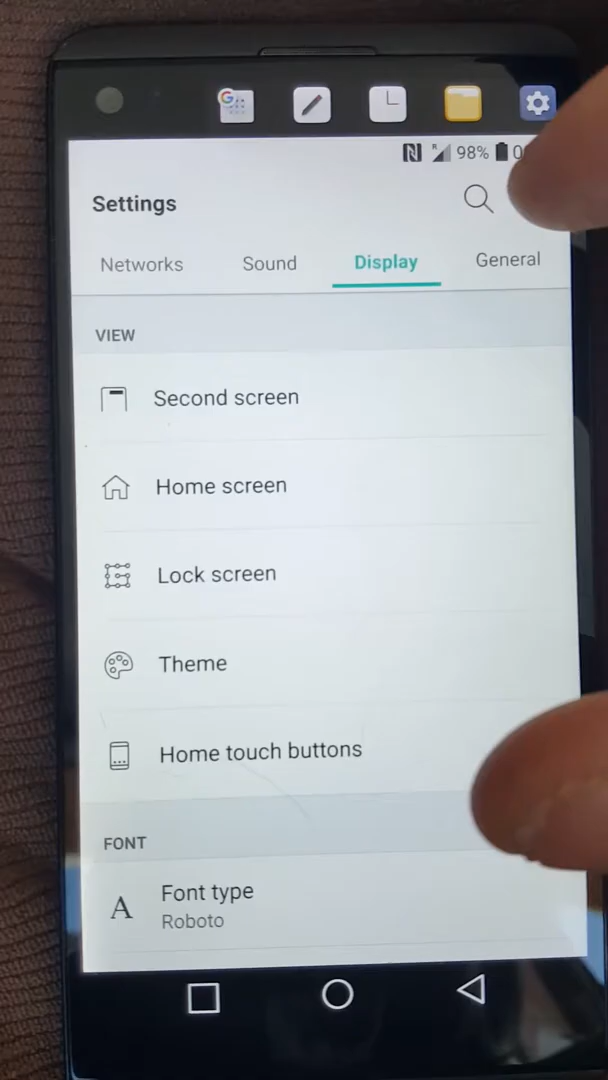 98%
Settings
Networks Sound Display General
VIEW
Second screen
Home screen
Lock screen
Theme
Home touch buttons
FONT
A Font type
Roboto